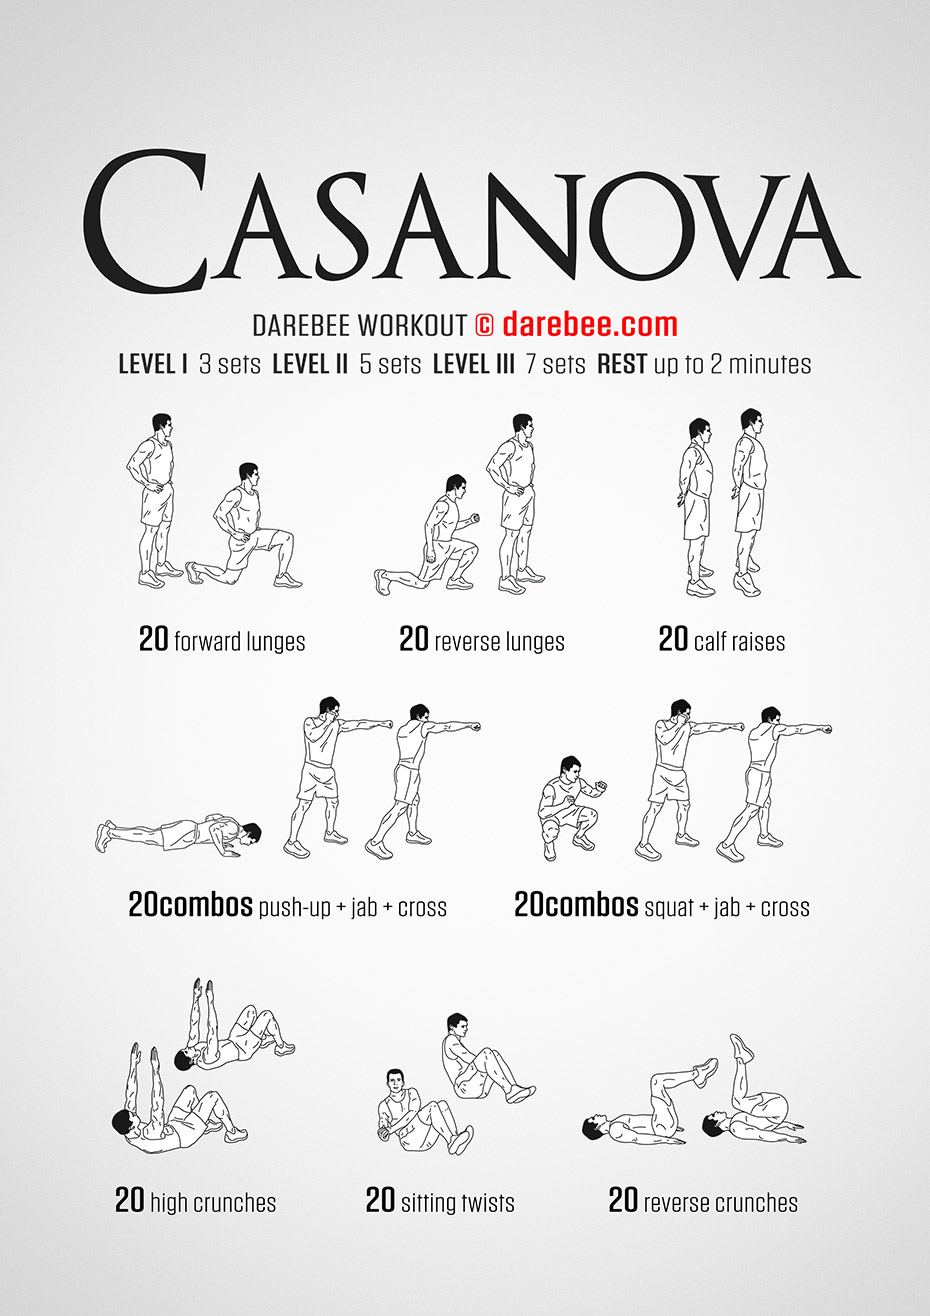 CASANOVA
DAREBEE WORKOUT © darebee.com
LEVEL I 3 sets LEVEL II 5 sets LEVEL III 7 sets REST up to 2 minutes
20 forward lunges
20 reverse lunges
20 calf raises
20combos push-up + jab + cross
20combos squat + jab + cross
20 high crunches
20 sitting twists
20 reverse crunches